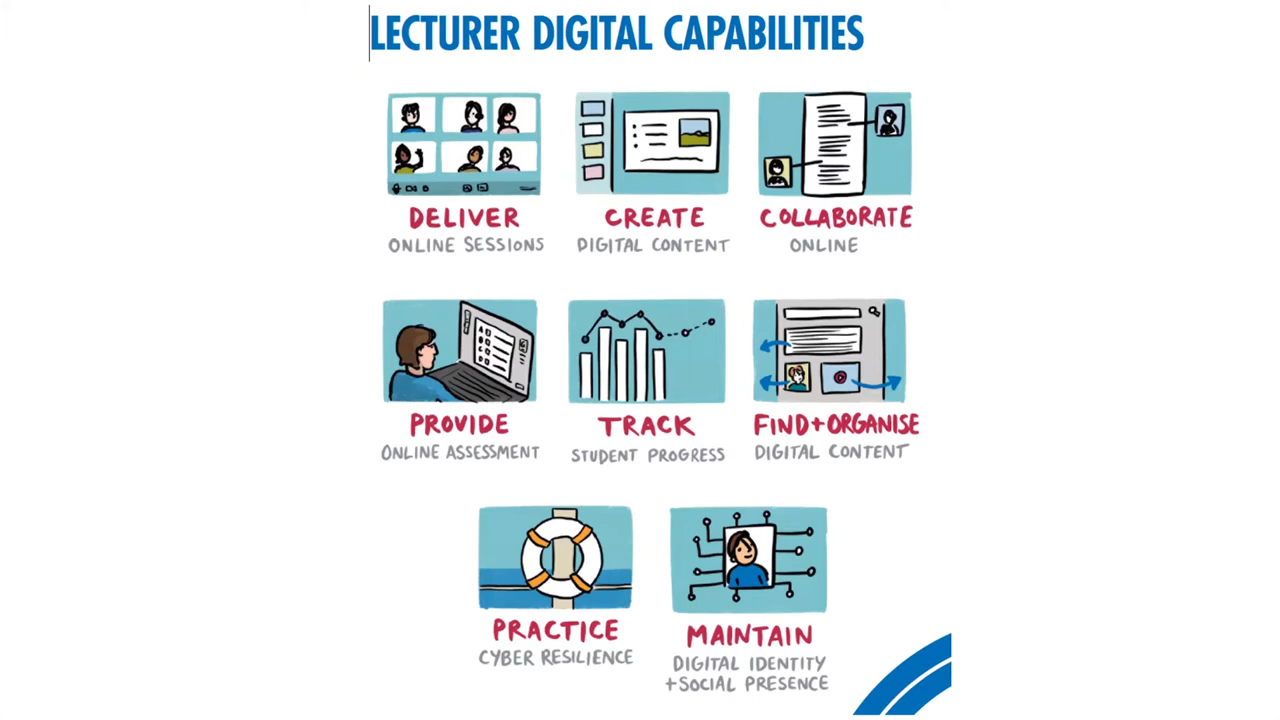 LECTURER DIGITAL CAPABILITIES
DELIVER
ONLINE SESSIONS
CREATE
DIGITAL CONTENT
COLLABORATE
ONLINE
PROVIDE
ONLINE ASSESSMENT
TRACK
STUDENT PROGRESS
FIND+ORGANISE
DIGITAL CONTENT
PRACTICE
CYBER RESILIENCE
MAINTAIN
DIGITAL IDENTITY
+SOCIAL PRESENCE